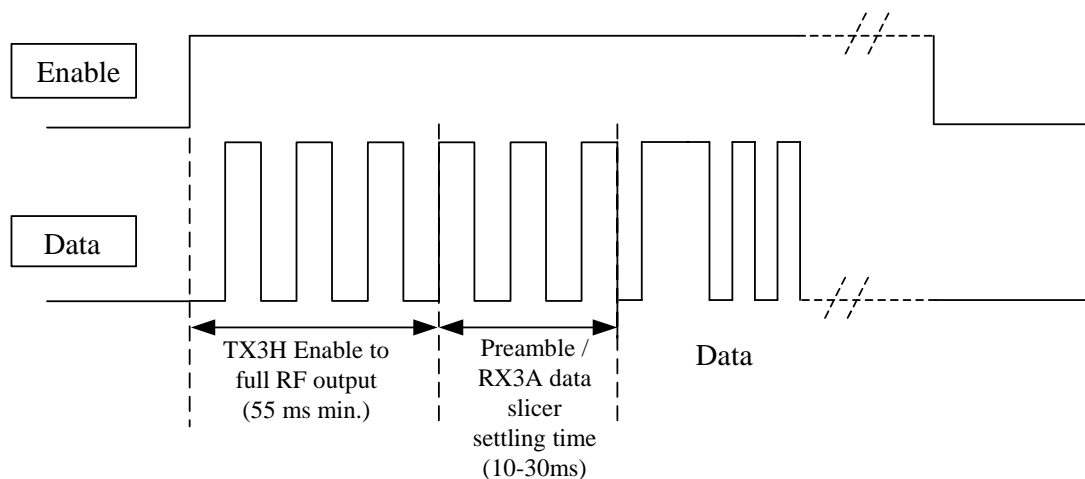 Enable
Data
TX3H Enable to
full RF output
(55 ms min.)
Preamble /
RX3A data
slicer
settling time
(10-30ms)
Data